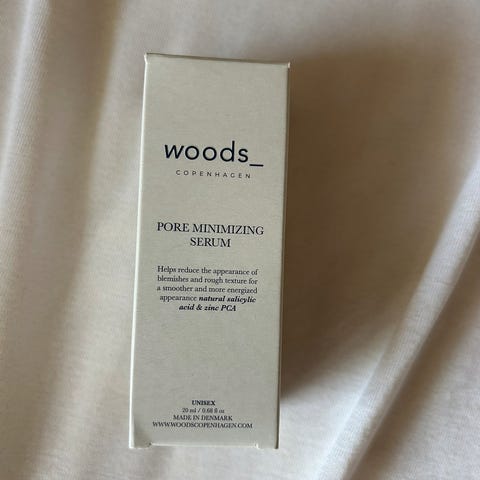 woods_
COPENHAGEN
PORE MINIMIZING
SERUM
Helps reduce the appearance of
blemishes and rough texture for
a smoother and more energized
appearance natural salicylic
acid & zinc PCA
UNISEX
20 ml / 0.68 fl oz
MADE IN DENMARK
WWW.WOODSCOPENHAGEN.COM